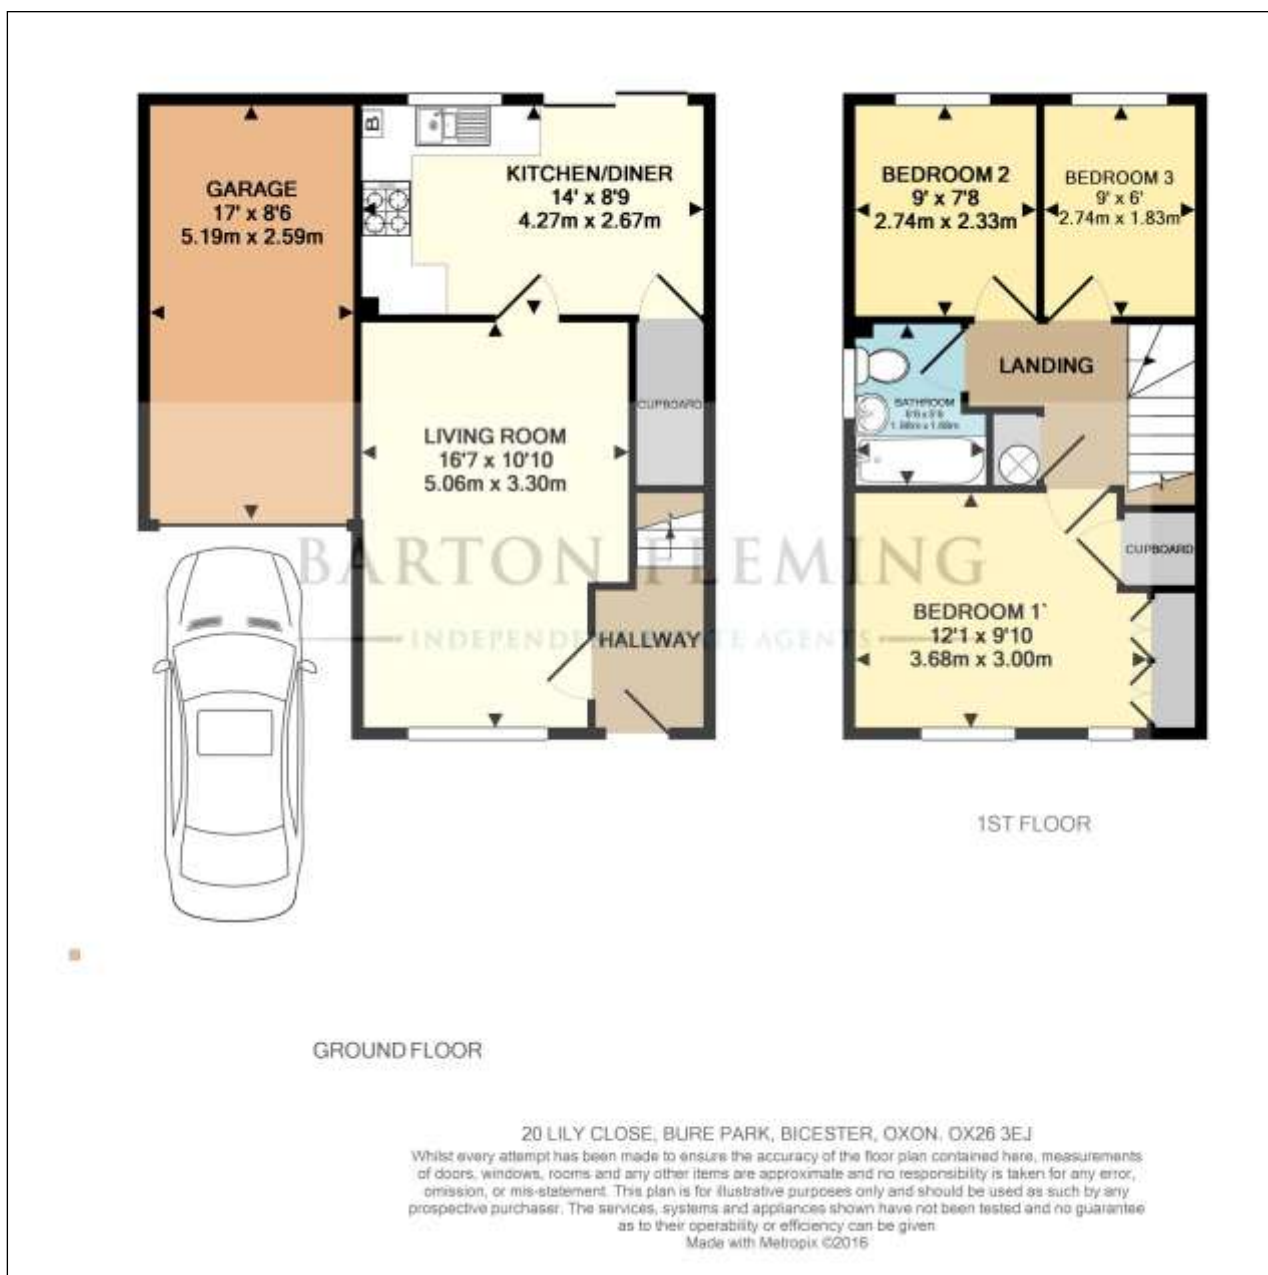 GARAGE
17' x 8'6
5.19m x 2.59m
B
KITCHEN/DINER
14' x 8'9
4.27m x 2.67m
CUPBOARD
LIVING ROOM
16'7 x 10'10
5.06m x 3.30m
HALLWAY
BEDROOM 2
9' x 7'8
2.74m x 2.33m
BEDROOM 3
9' x 6'
2.74m x 1.83m
LANDING
BATHROOM
CUPBOARD
BEDROOM 1`
12'1 x 9'10
3.68m x 3.00m
BARTON FLEMING
INDEPENDENT ESTATE AGENTS
1ST FLOOR
GROUND FLOOR
20 LILY CLOSE, BURE PARK, BICESTER, OXON. OX26 3EJ
Whilst every attempt has been made to ensure the accuracy of the floor plan contained here, measurements
of doors, windows, rooms and any other items are approximate and no responsibility is taken for any error,
omission, or mis-statement. This plan is for illustrative purposes only and should be used as such by any
prospective purchaser. The services, systems and appliances shown have not been tested and no guarantee
as to their operability or efficiency can be given
Made with Metropix ©2016